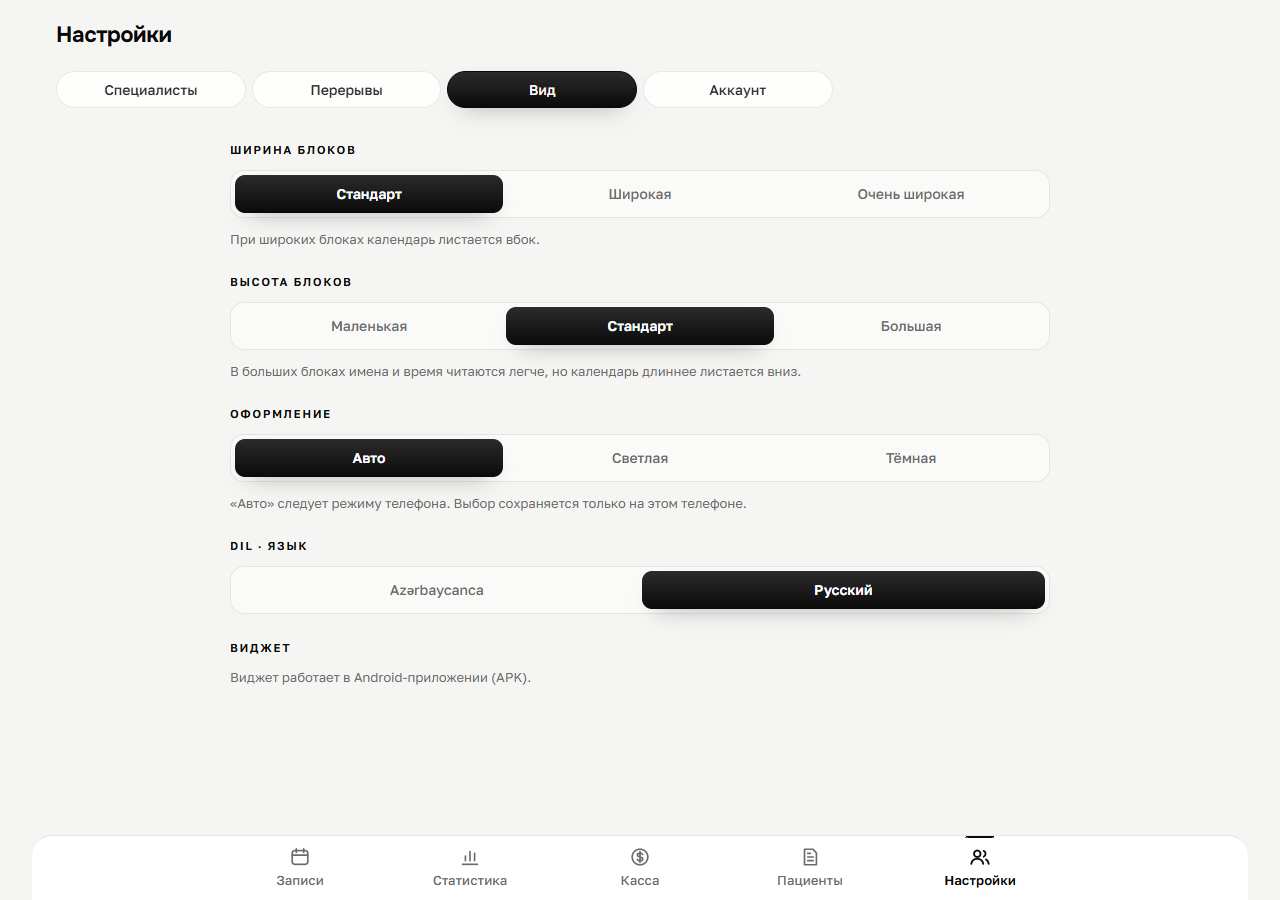 Настройки
Специалисты Перерывы Вид Аккаунт
ШИРИНА БЛОКОВ
Стандарт Широкая Очень широкая
При широких блоках календарь листается вбок.
ВЫСОТА БЛОКОВ
Маленькая Стандарт Большая
В больших блоках имена и время читаются легче, но календарь длиннее листается вниз.
ОФОРМЛЕНИЕ
Авто Светлая Тёмная
«Авто» следует режиму телефона. Выбор сохраняется только на этом телефоне.
DIL · ЯЗЫК
Azərbaycanca Русский
ВИДЖЕТ
Виджет работает в Android-приложении (APK).
Записи Статистика Касса Пациенты Настройки